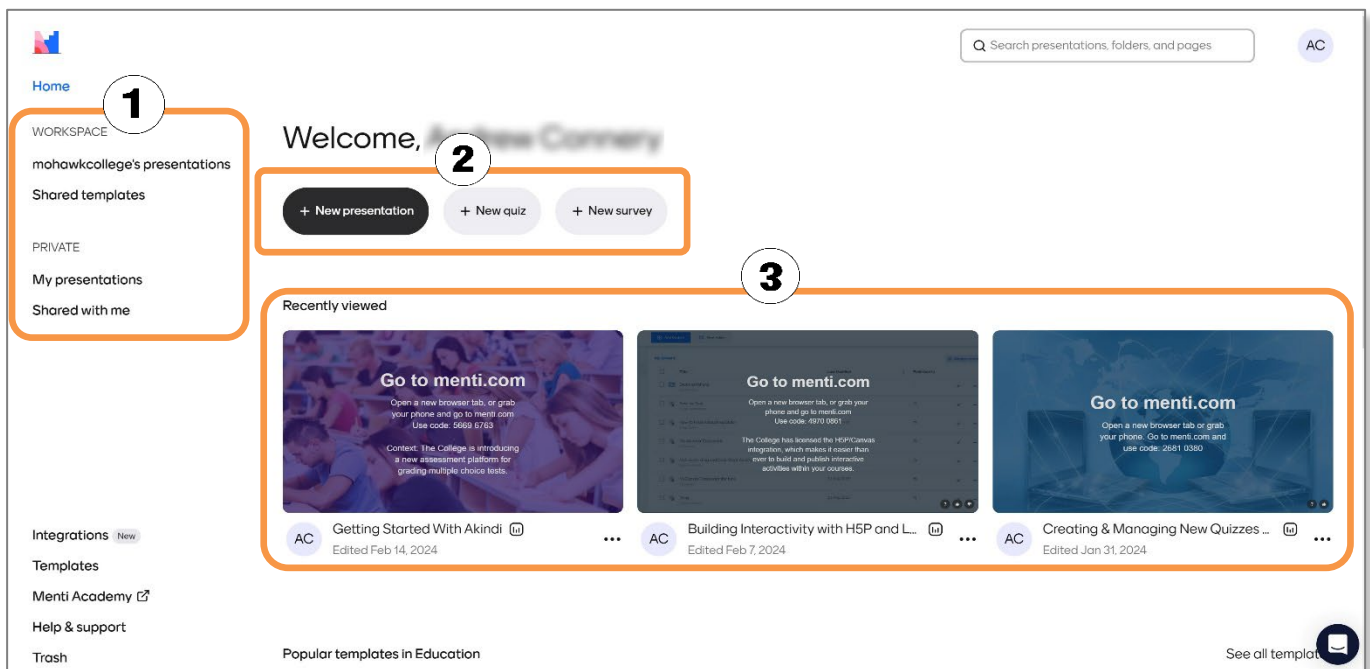 Search presentations, folders, and pages
AC
Home
1
WORKSPACE
mohawkcollege's presentations
Shared templates
PRIVATE
My presentations
Shared with me
Integrations New
Templates
Menti Academy
Help & support
Trash
Welcome,
2
+ New presentation
+ New quiz
+ New survey
3
Recently viewed
Go to menti.com
Open a new browser tab, or grab
your phone and go to menti.com
Use code: 5669 6763
Context: The College is introducing
a new assessment platform for
grading multiple choice tests.
AC
Getting Started With Akindi
Edited Feb 14, 2024
Go to menti.com
Open a new browser tab, or grab your
phone and go to menti.com
Use code: 4970 0861
The College has licensed the H5P/Canvas
integration, which makes it easier than
ever to build and publish interactive
activities within your courses.
AC
Building Interactivity with H5P and L...
Edited Feb 7, 2024
Go to menti.com
Open a new browser tab, or grab
your phone. Go to menti.com and
use code: 2681 0380
AC
Creating & Managing New Quizzes ...
Edited Jan 31, 2024
Popular templates in Education
See all templat